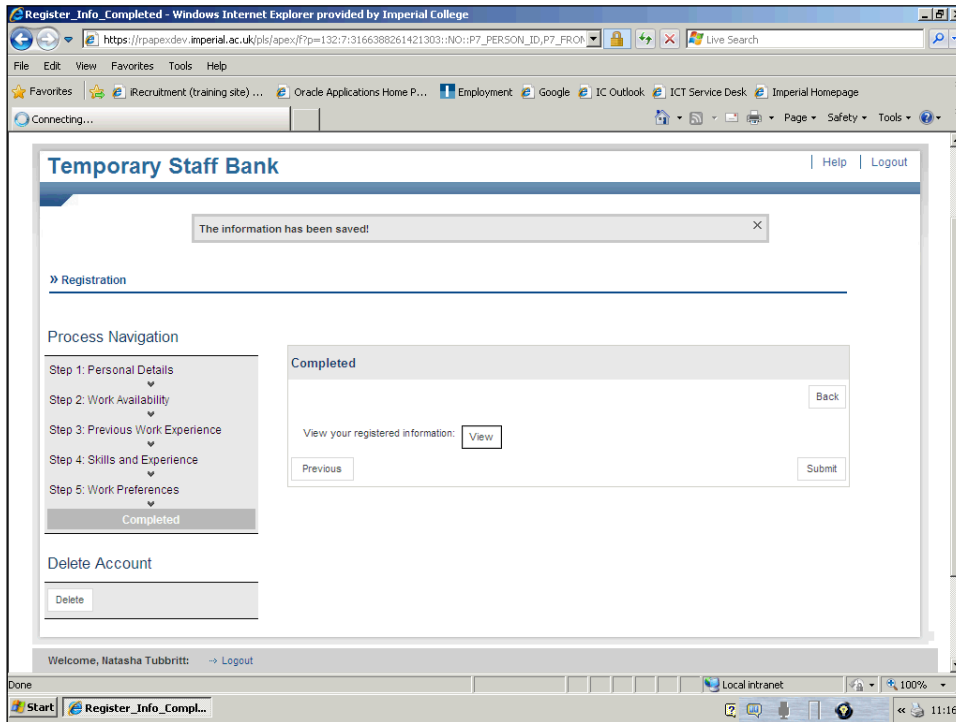 Register_Info_Completed - Windows Internet Explorer provided by Imperial College
https://rpapexdev.imperial.ac.uk/pls/apex/f?p=132:7:3166388261421303::NO::P7_PERSON_ID,P7_FRON
Live Search
File Edit View Favorites Tools Help
Favorites iRecruitment (training site) ... Oracle Applications Home P... Employment Google IC Outlook ICT Service Desk Imperial Homepage
Connecting... Page Safety Tools
Temporary Staff Bank
Help Logout
The information has been saved!
» Registration
Process Navigation
Step 1: Personal Details
Step 2: Work Availability
Step 3: Previous Work Experience
Step 4: Skills and Experience
Step 5: Work Preferences
Completed
Completed
Back
View your registered information: View
Previous Submit
Delete Account
Delete
Welcome, Natasha Tubbritt: → Logout
Done Local intranet 100%
Start Register_Info_Compl... « 11:16